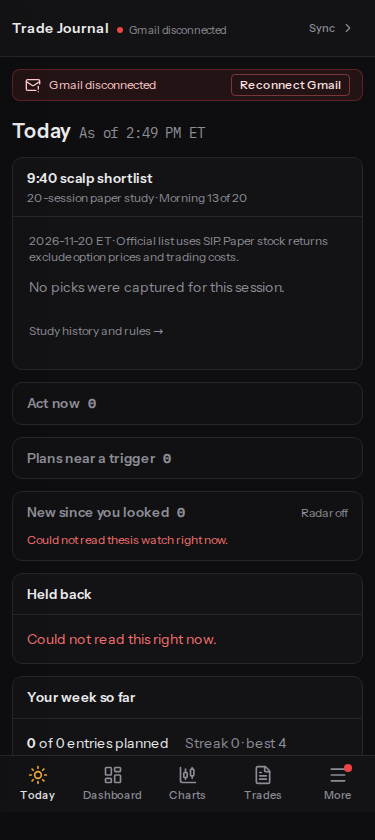 Trade Journal
Gmail disconnected
Sync
Gmail disconnected
Reconnect Gmail
Today As of 2:49 PM ET
9:40 scalp shortlist
20-session paper study · Morning 13 of 20
2026-11-20 ET · Official list uses SIP. Paper stock returns
exclude option prices and trading costs.
No picks were captured for this session.
Study history and rules →
Act now 0
Plans near a trigger 0
New since you looked 0
Radar off
Could not read thesis watch right now.
Held back
Could not read this right now.
Your week so far
0 of 0 entries planned Streak 0 · best 4
Today
Dashboard
Charts
Trades
More